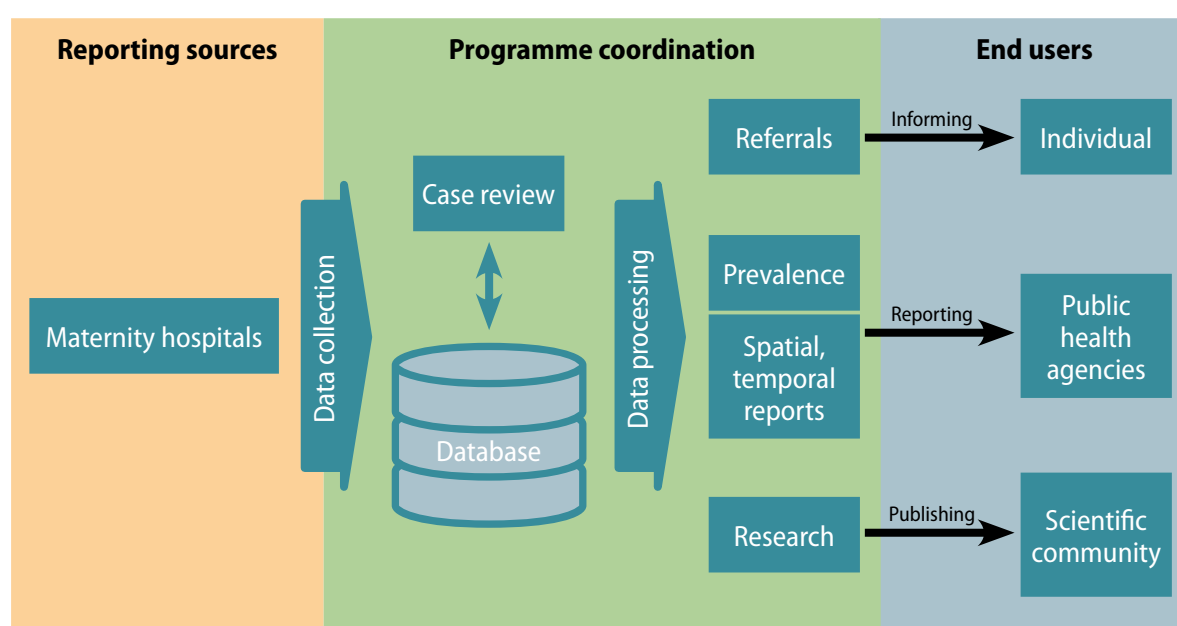 Reporting sources
Programme coordination
End users
Maternity hospitals
Data collection
Case review
Database
Data processing
Referrals
Informing
Individual
Prevalence
Spatial,
temporal
reports
Reporting
Public
health
agencies
Research
Publishing
Scientific
community